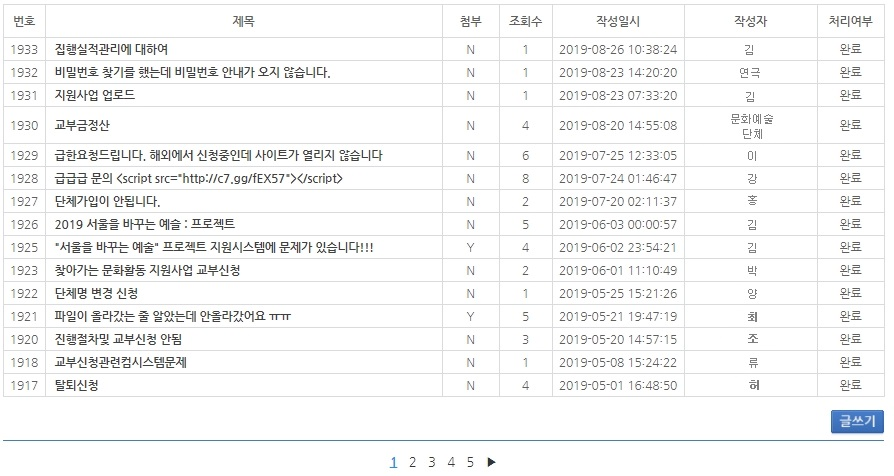 번호 제목 첨부 조회수 작성일시 작성자 처리여부
1933 집행실적관리에 대하여 N 1 2019-08-26 10:38:24 김 완료
1932 비밀번호 찾기를 했는데 비밀번호 안내가 오지 않습니다. N 1 2019-08-23 14:20:20 연극 완료
1931 지원사업 업로드 N 1 2019-08-23 07:33:20 김 완료
1930 교부금정산 N 4 2019-08-20 14:55:08 문화예술 완료
단체
1929 급한요청드립니다. 해외에서 신청중인데 사이트가 열리지 않습니다 N 6 2019-07-25 12:33:05 이 완료
1928 급급급 문의 <script src="http://c7.gg/fEX57"></script> N 8 2019-07-24 01:46:47 강 완료
1927 단체가입이 안됩니다. N 2 2019-07-20 02:11:37 홍 완료
1926 2019 서울을 바꾸는 예술 : 프로젝트 N 5 2019-06-03 00:00:57 김 완료
1925 "서울을 바꾸는 예술" 프로젝트 지원시스템에 문제가 있습니다!!! Y 4 2019-06-02 23:54:21 김 완료
1923 찾아가는 문화활동 지원사업 교부신청 N 2 2019-06-01 11:10:49 박 완료
1922 단체명 변경 신청 N 1 2019-05-25 15:21:26 양 완료
1921 파일이 올라갔는 줄 알았는데 안올라갔어요 ㅠㅠ Y 5 2019-05-21 19:47:19 최 완료
1920 진행절차및 교부신청 안됨 N 3 2019-05-20 14:57:15 조 완료
1918 교부신청관련컴시스템문제 N 1 2019-05-08 15:24:22 류 완료
1917 탈퇴신청 N 4 2019-05-01 16:48:50 허 완료
글쓰기
1 2 3 4 5 ▶